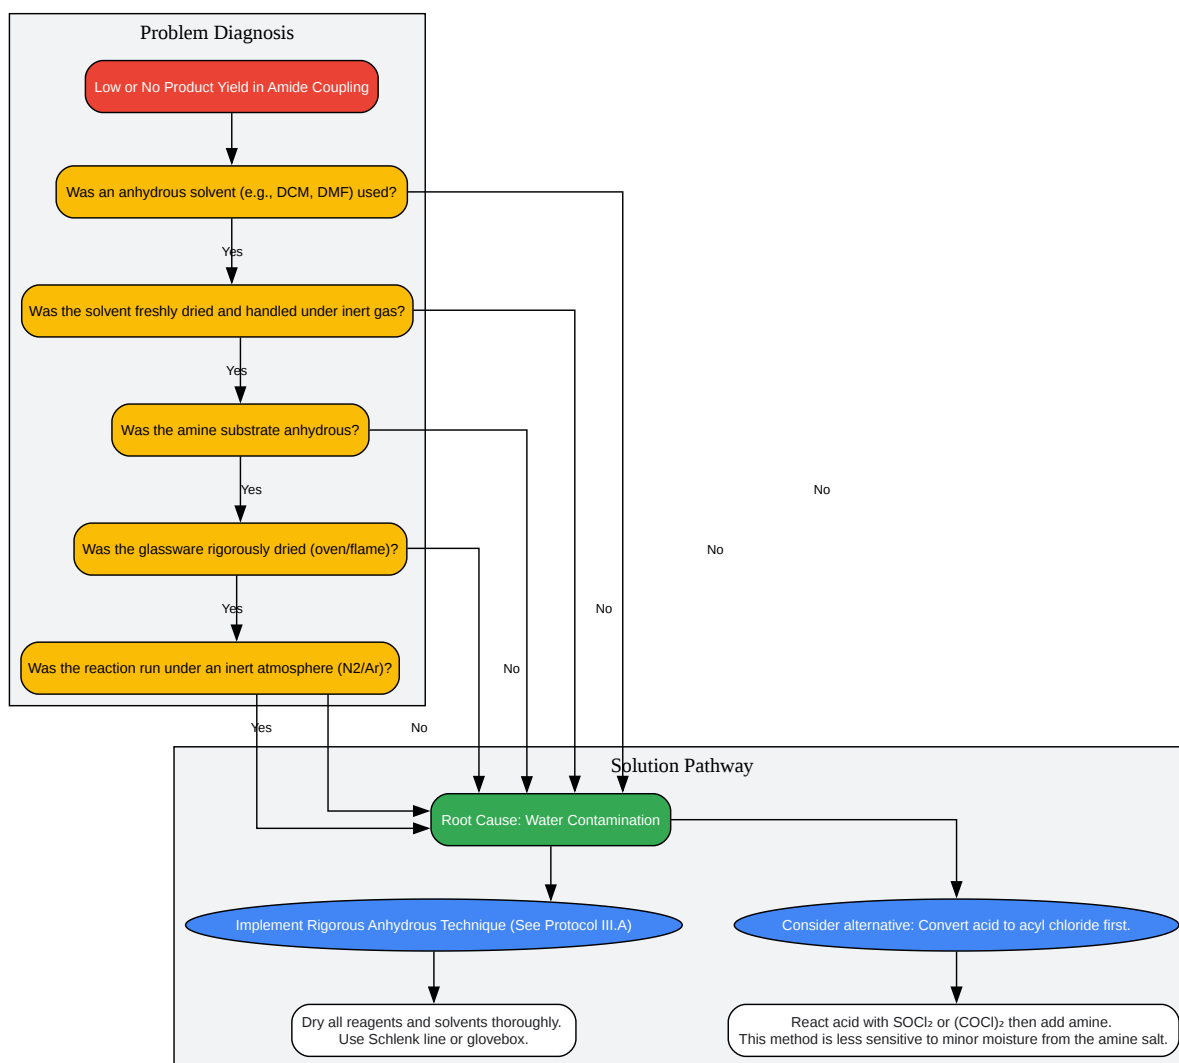 Problem Diagnosis
Low or No Product Yield in Amide Coupling
Was an anhydrous solvent (e.g., DCM, DMF) used?
Yes
Was the solvent freshly dried and handled under inert gas?
Yes
Was the amine substrate anhydrous?
Yes
No
Was the glassware rigorously dried (oven/flame)?
No
Yes
No
Was the reaction run under an inert atmosphere (N2/Ar)?
No
Yes
No
Solution Pathway
Root Cause: Water Contamination
Implement Rigorous Anhydrous Technique (See Protocol III.A)
Consider alternative: Convert acid to acyl chloride first.
Dry all reagents and solvents thoroughly.
Use Schlenk line or glovebox.
React acid with SOCl₂ or (COCl)₂ then add amine.
This method is less sensitive to minor moisture from the amine salt.